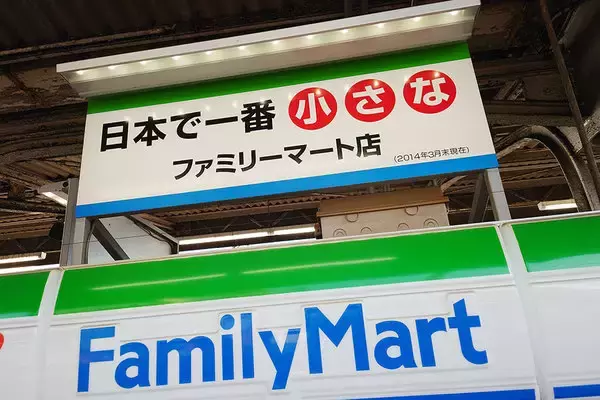 日本で一番小さな
ファミリーマート店
(2014年3月末現在)
FamilyMart